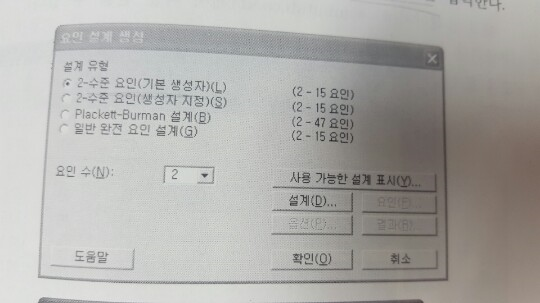 요인 설계 생성
설계 유형
2-수준 요인(기본 생성자)(L) (2 - 15 요인)
2-수준 요인(생성자 지정)(S) (2 - 15 요인)
Plackett-Burman 설계(B) (2 - 47 요인)
일반 완전 요인 설계(G) (2 - 15 요인)
요인 수(N): 2
사용 가능한 설계 표시(Y)...
설계(D)... 요인(F)...
옵션(P)... 결과(R)...
도움말 확인(O) 취소